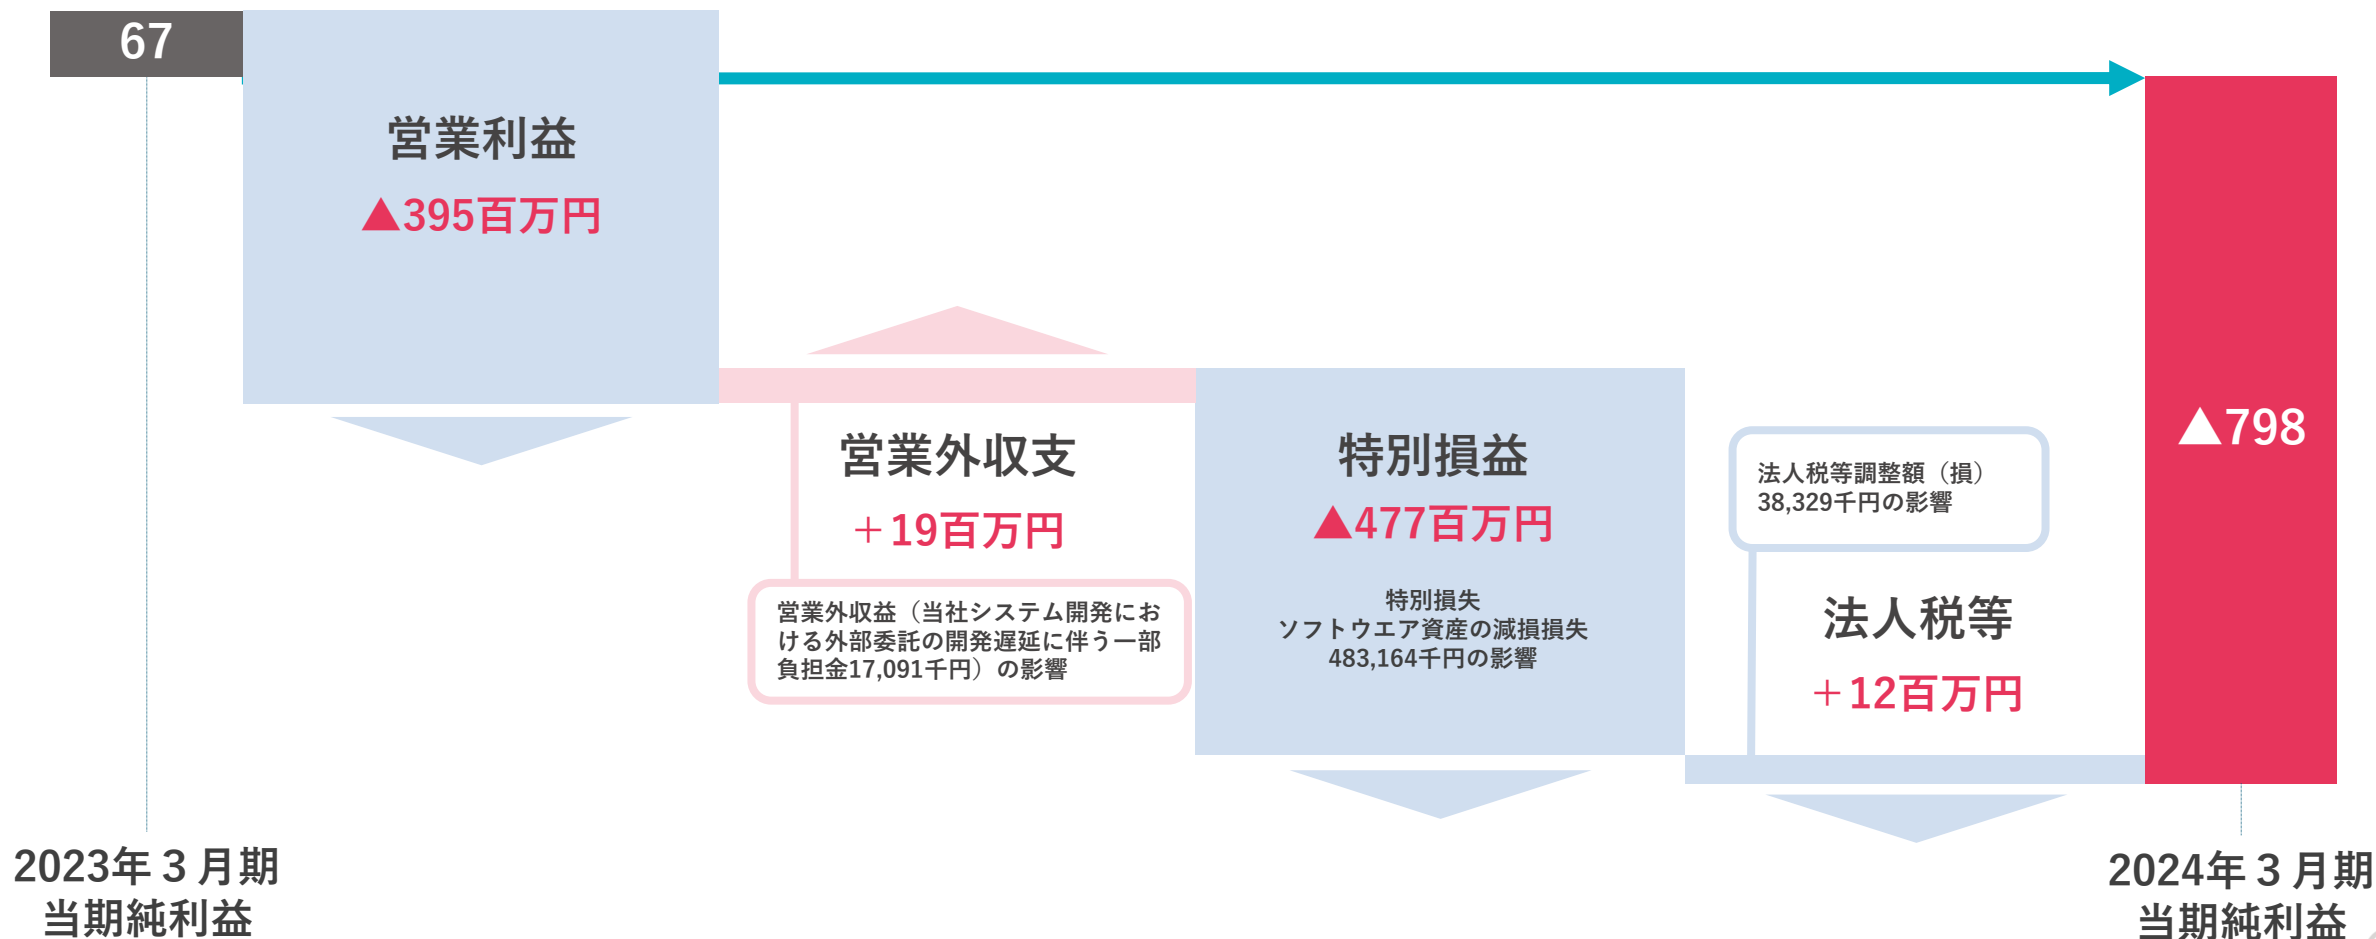 67
営業利益
▲395百万円
営業外収支
＋19百万円
営業外収益（当社システム開発にお
ける外部委託の開発遅延に伴う一部
負担金17,091千円）の影響
特別損益
▲477百万円
特別損失
ソフトウエア資産の減損損失
483,164千円の影響
法人税等調整額（損）
38,329千円の影響
法人税等
＋12百万円
▲798
2023年３月期
当期純利益
2024年３月期
当期純利益